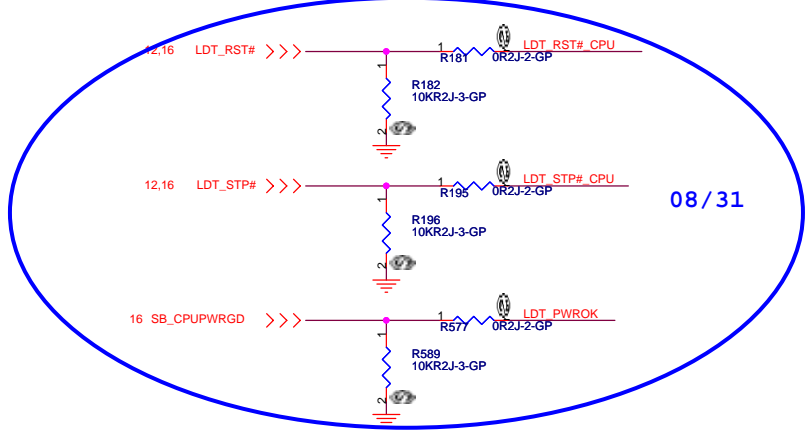 12,16 LDT_RST# 1 R181 0R2J-2-GP LDT_RST#_CPU
1 R182
10KR2J-3-GP
2
12,16 LDT_STP# 1 R195 0R2J-2-GP LDT_STP#_CPU
08/31
1 R196
10KR2J-3-GP
2
16 SB_CPUPWRGD 1 R577 0R2J-2-GP LDT_PWROK
1 R589
10KR2J-3-GP
2